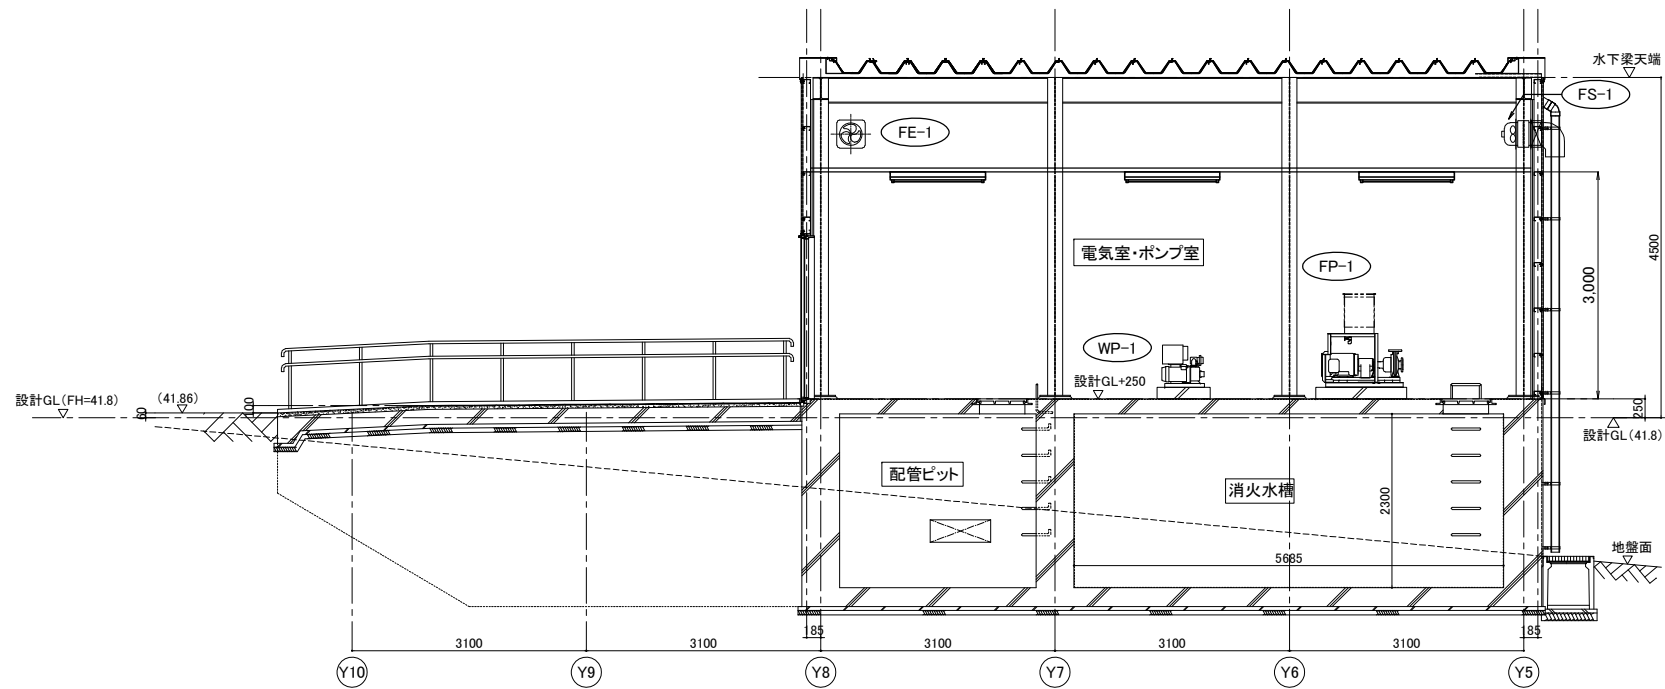 水下梁天端
FS-1
FE-1
電気室・ポンプ室
FP-1
3,000
4500
WP-1
設計GL+250
設計GL(FH=41.8)
(41.86)
100
250
設計GL(41.8)
配管ピット
消火水槽
2300
5685
地盤面
185
185
3100
3100
3100
3100
3100
Y10
Y9
Y8
Y7
Y6
Y5